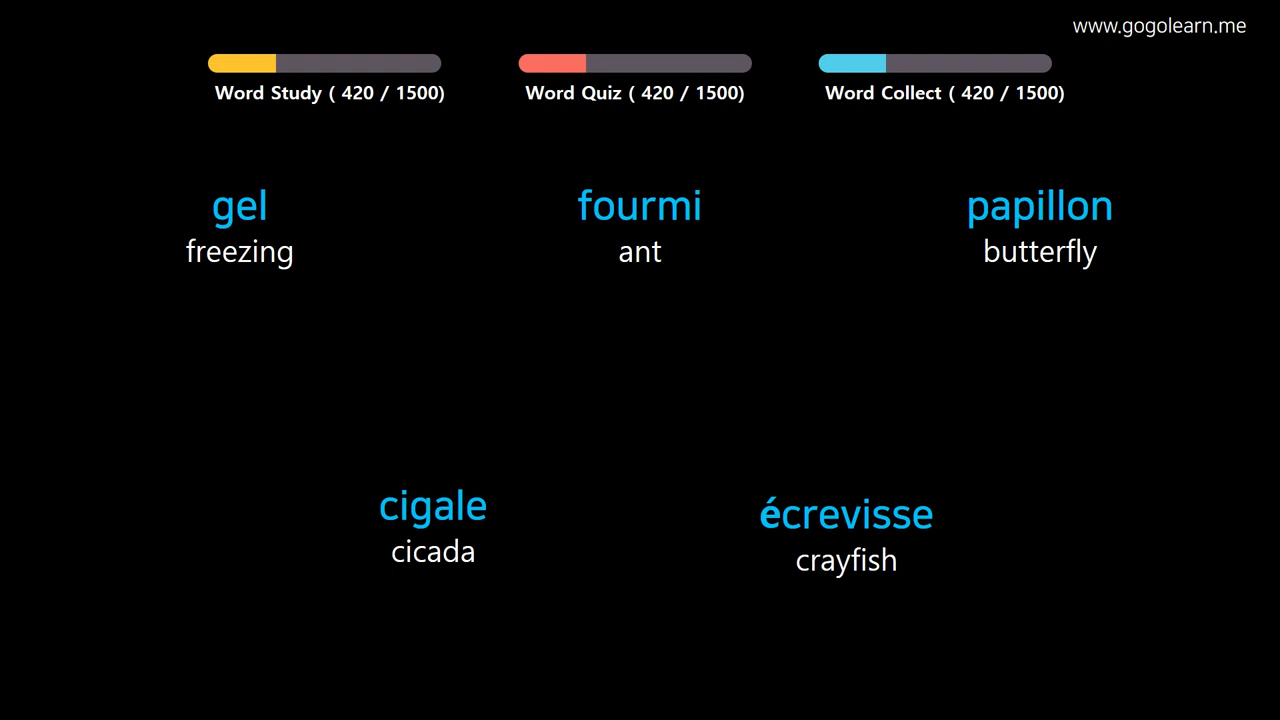 www.gogolearn.me
Word Study ( 420 / 1500)
Word Quiz ( 420 / 1500)
Word Collect ( 420 / 1500)
gel
freezing
fourmi
ant
papillon
butterfly
cigale
cicada
écrevisse
crayfish